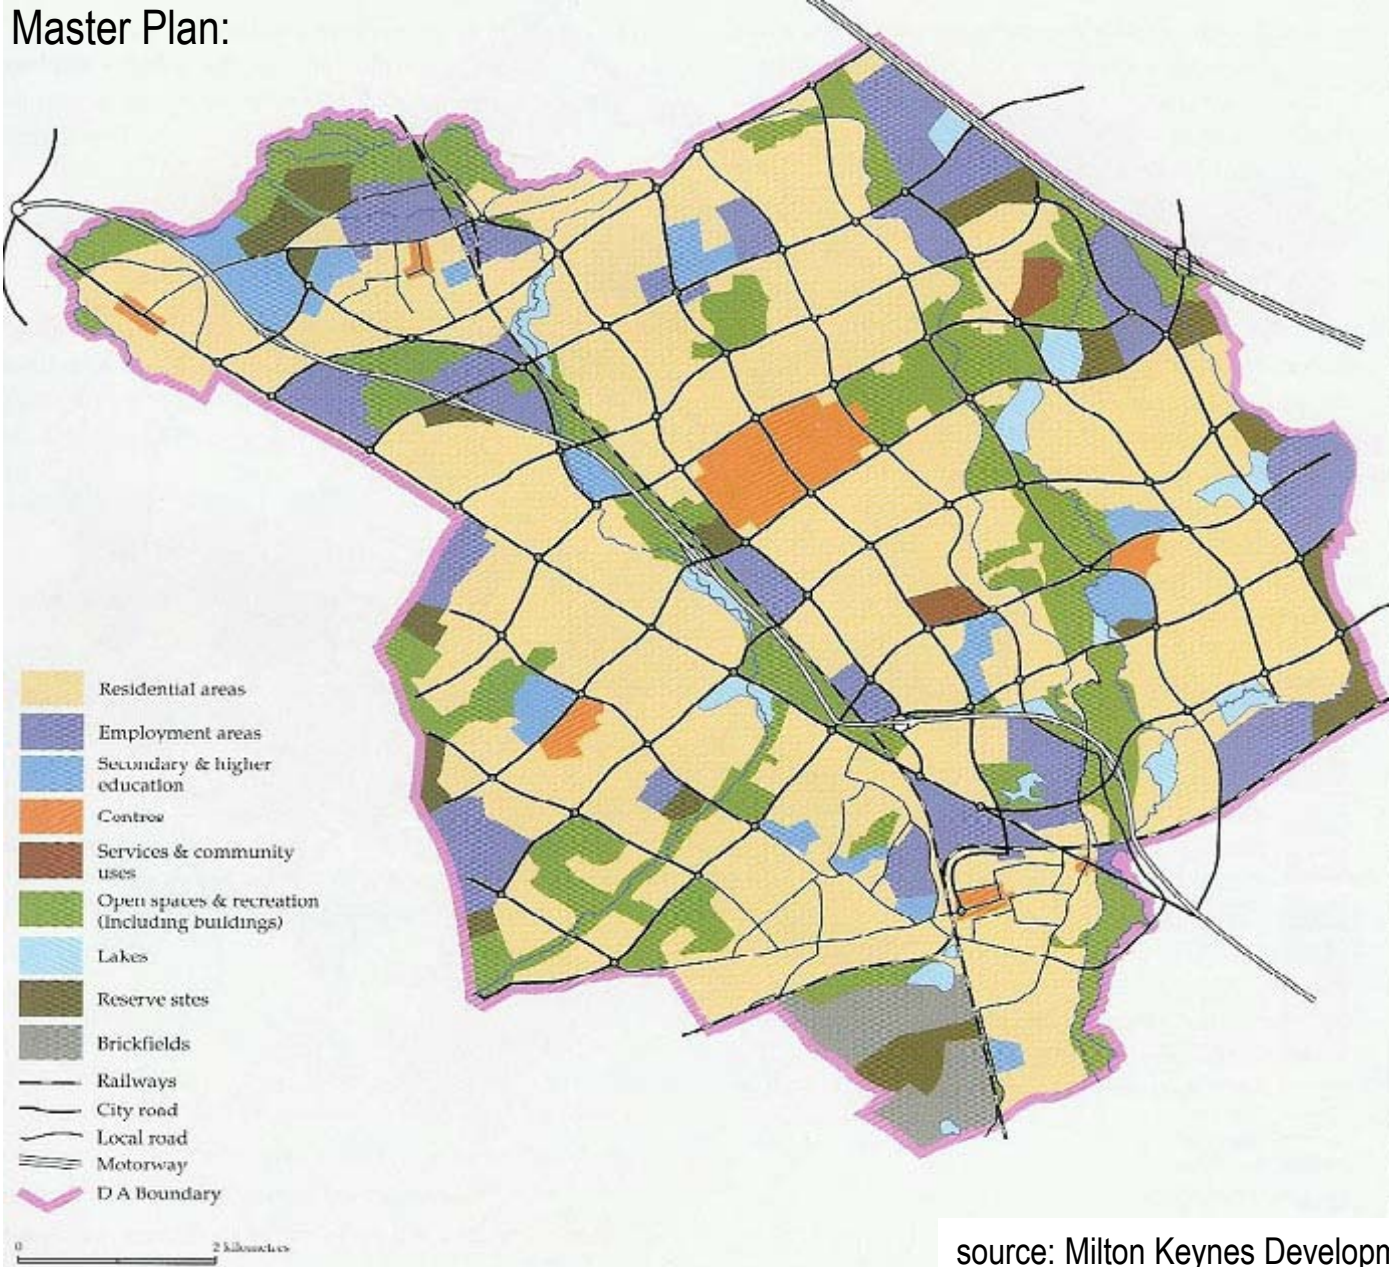 Master Plan:
Residential areas
Employment areas
Secondary & higher
education
Centres
Services & community
uses
Open spaces & recreation
(Including buildings)
Lakes
Reserve sites
Brickfields
Railways
City road
Local road
Motorway
D A Boundary
0 2 kilometres
source: Milton Keynes Developm